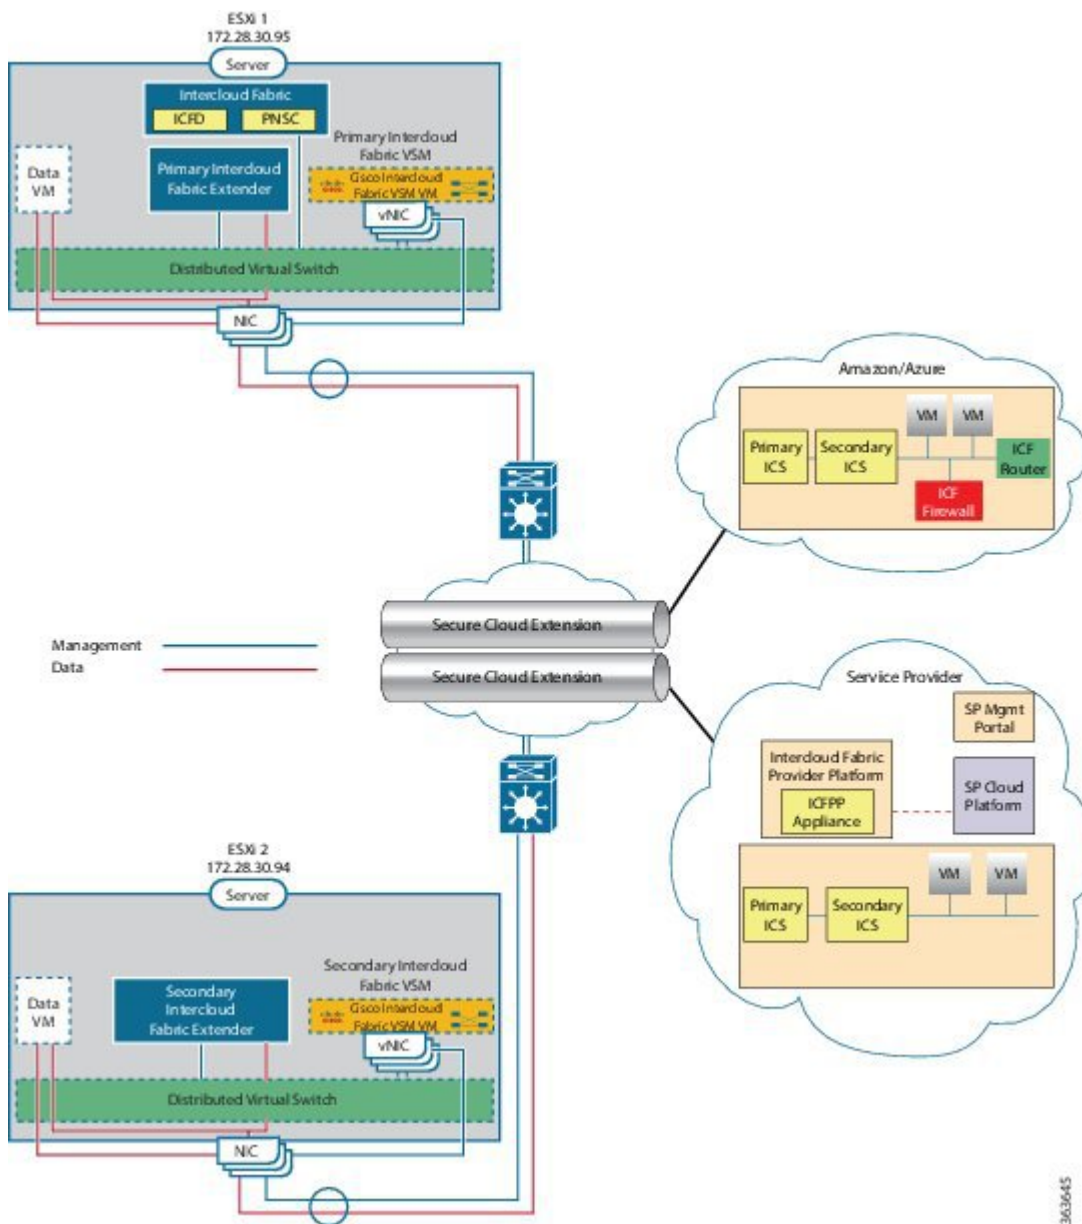 ESXi 1
172.28.30.95
Server
Intercloud Fabric
ICFD
PNSC
Primary Intercloud
Fabric VSM
Data
VM
Primary Intercloud
Fabric Extender
Gsco Intercloud
Fabric VSM VM
vNIC
Distributed Virtual Switch
NIC
Amazon/Azure
VM
VM
Primary
ICS
Secondary
ICS
ICF
Router
ICF
Firewall
Secure Cloud Extension
Management
Data
Secure Cloud Extension
Service Provider
SP Mgmt
Portal
Intercloud Fabric
Provider Platform
ICFPP
Appliance
SP Cloud
Platform
VM
VM
Primary
ICS
Secondary
ICS
ESXi 2
172.28.30.94
Server
Secondary Intercloud
Fabric VSM
Data
VM
Secondary
Intercloud
Fabric Extender
Gsco Intercloud
Fabric VSM VM
vNIC
Distributed Virtual Switch
NIC
363645